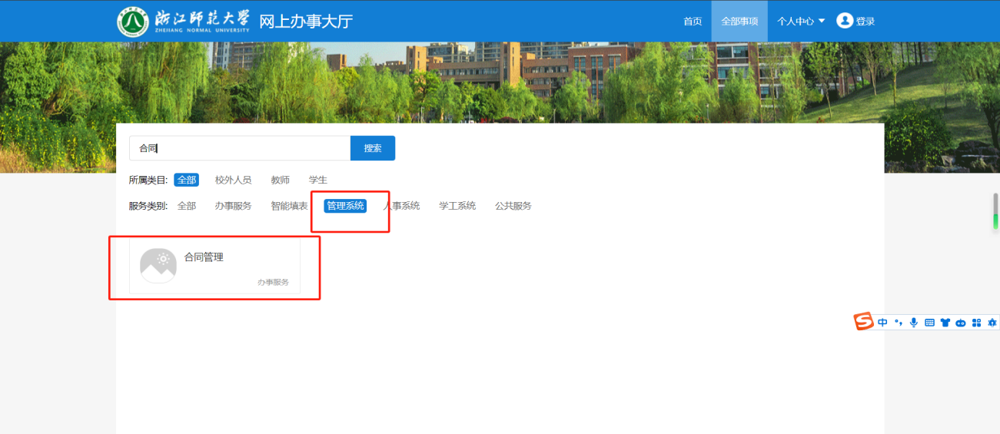 浙江师范大学 网上办事大厅
ZHEJIANG NORMAL UNIVERSITY
首页 全部事项 个人中心 登录
合同 搜索
所属类目: 全部 校外人员 教师 学生
服务类别: 全部 办事服务 智能填表 管理系统 人事系统 学工系统 公共服务
合同管理
办事服务
中